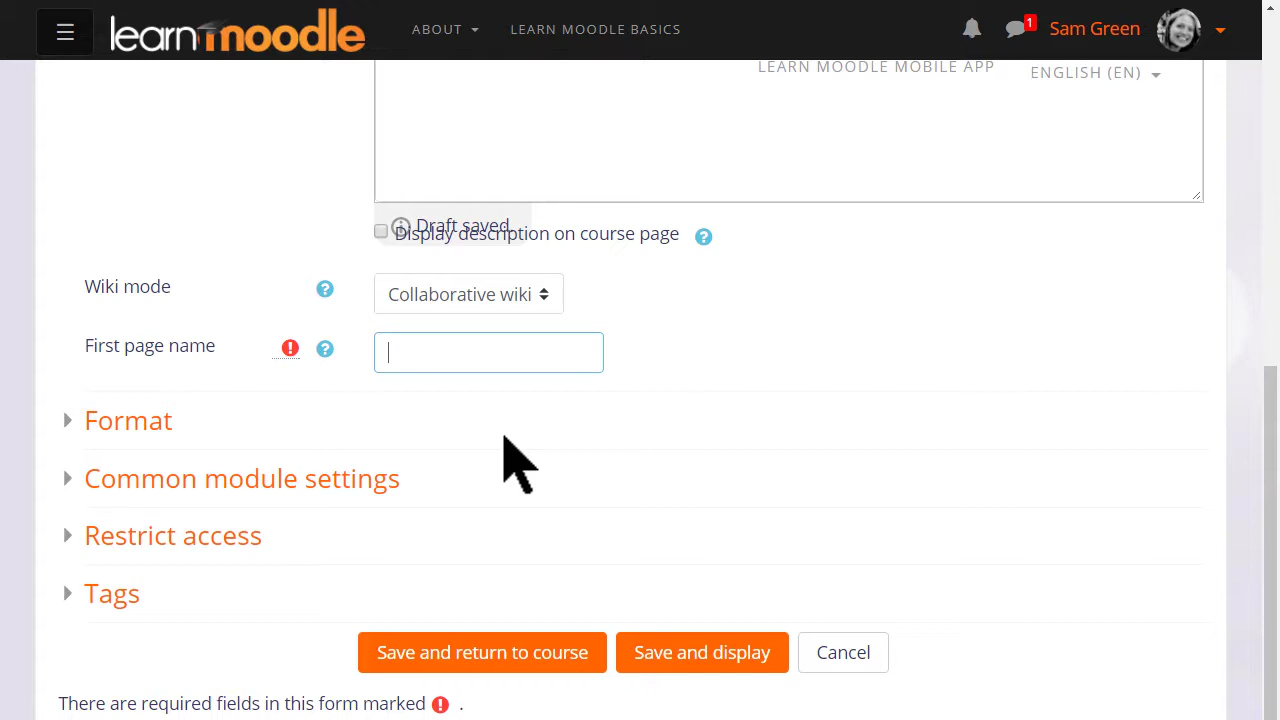 learn moodle
ABOUT
LEARN MOODLE BASICS
1
Sam Green
LEARN MOODLE MOBILE APP
ENGLISH (EN)
Draft saved.
Display description on course page
Wiki mode
Collaborative wiki
First page name
Format
Common module settings
Restrict access
Tags
Save and return to course
Save and display
Cancel
There are required fields in this form marked .